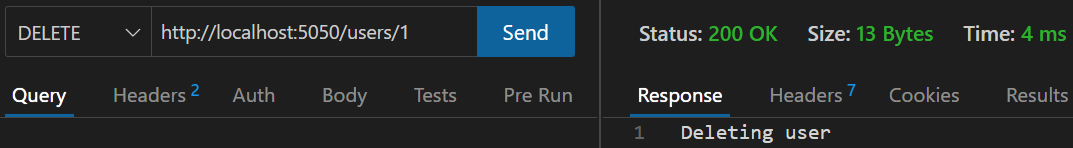 DELETE http://localhost:5050/users/1 Send
Status: 200 OK Size: 13 Bytes Time: 4 ms
Query Headers 2 Auth Body Tests Pre Run
Response Headers 7 Cookies Results
1 Deleting user